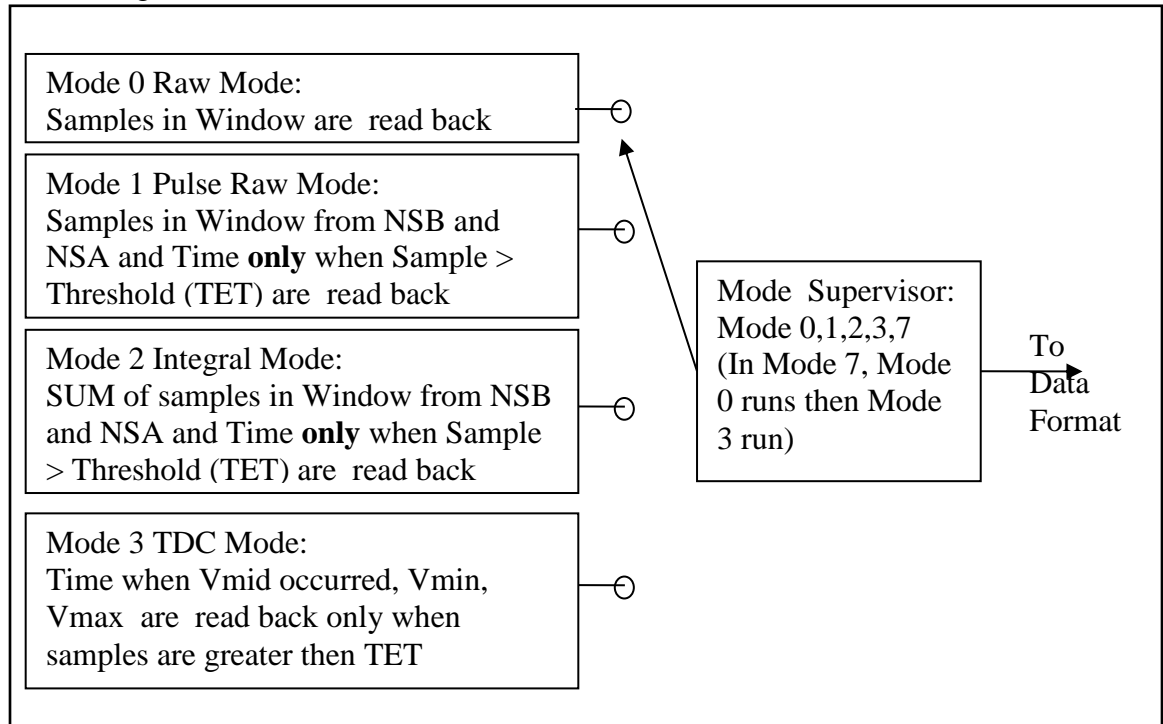 Mode 0 Raw Mode:
Samples in Window are read back
Mode 1 Pulse Raw Mode:
Samples in Window from NSB and
NSA and Time only when Sample >
Threshold (TET) are read back
Mode 2 Integral Mode:
SUM of samples in Window from NSB
and NSA and Time only when Sample
> Threshold (TET) are read back
Mode 3 TDC Mode:
Time when Vmid occurred, Vmin,
Vmax are read back only when
samples are greater then TET
Mode Supervisor:
Mode 0,1,2,3,7
(In Mode 7, Mode
0 runs then Mode
3 run)
To
Data
Format